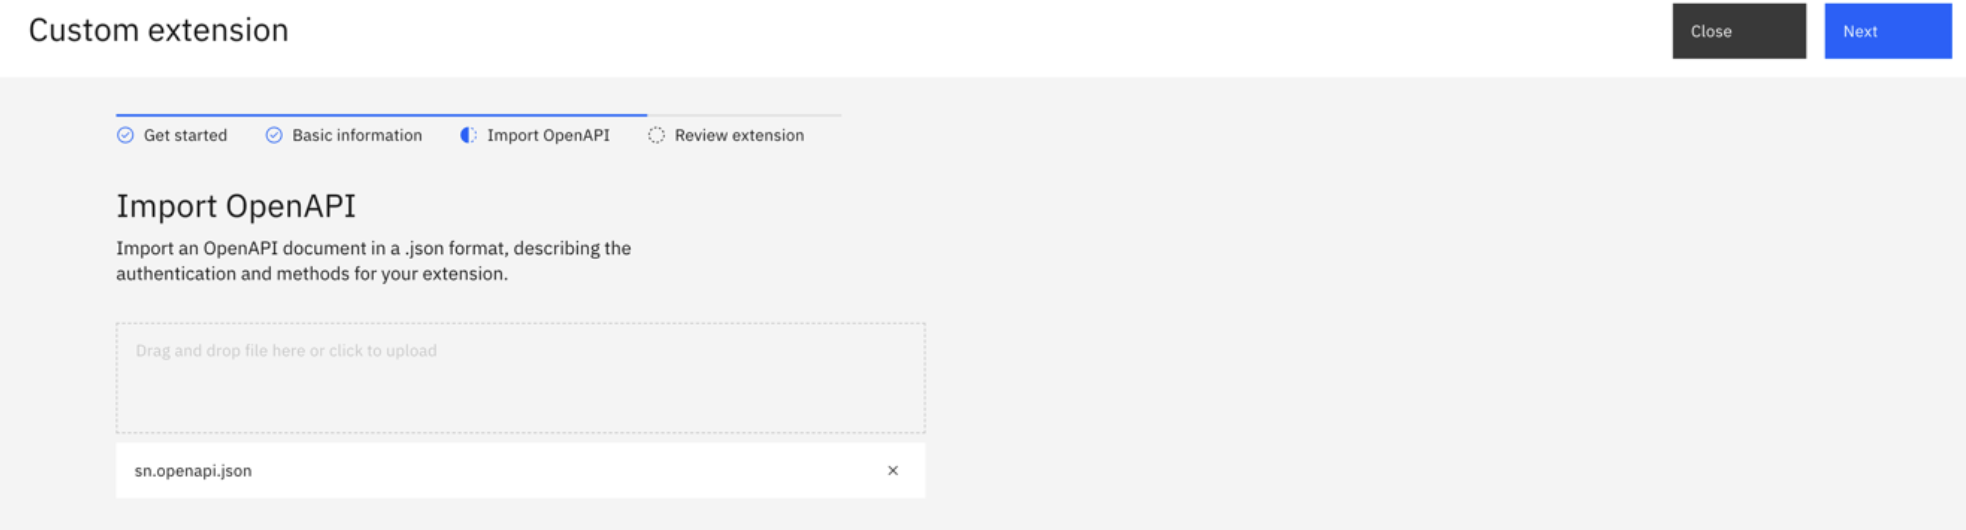 Custom extension
Close
Next
Get started
Basic information
Import OpenAPI
Review extension
Import OpenAPI
Import an OpenAPI document in a .json format, describing the
authentication and methods for your extension.
Drag and drop file here or click to upload
sn.openapi.json